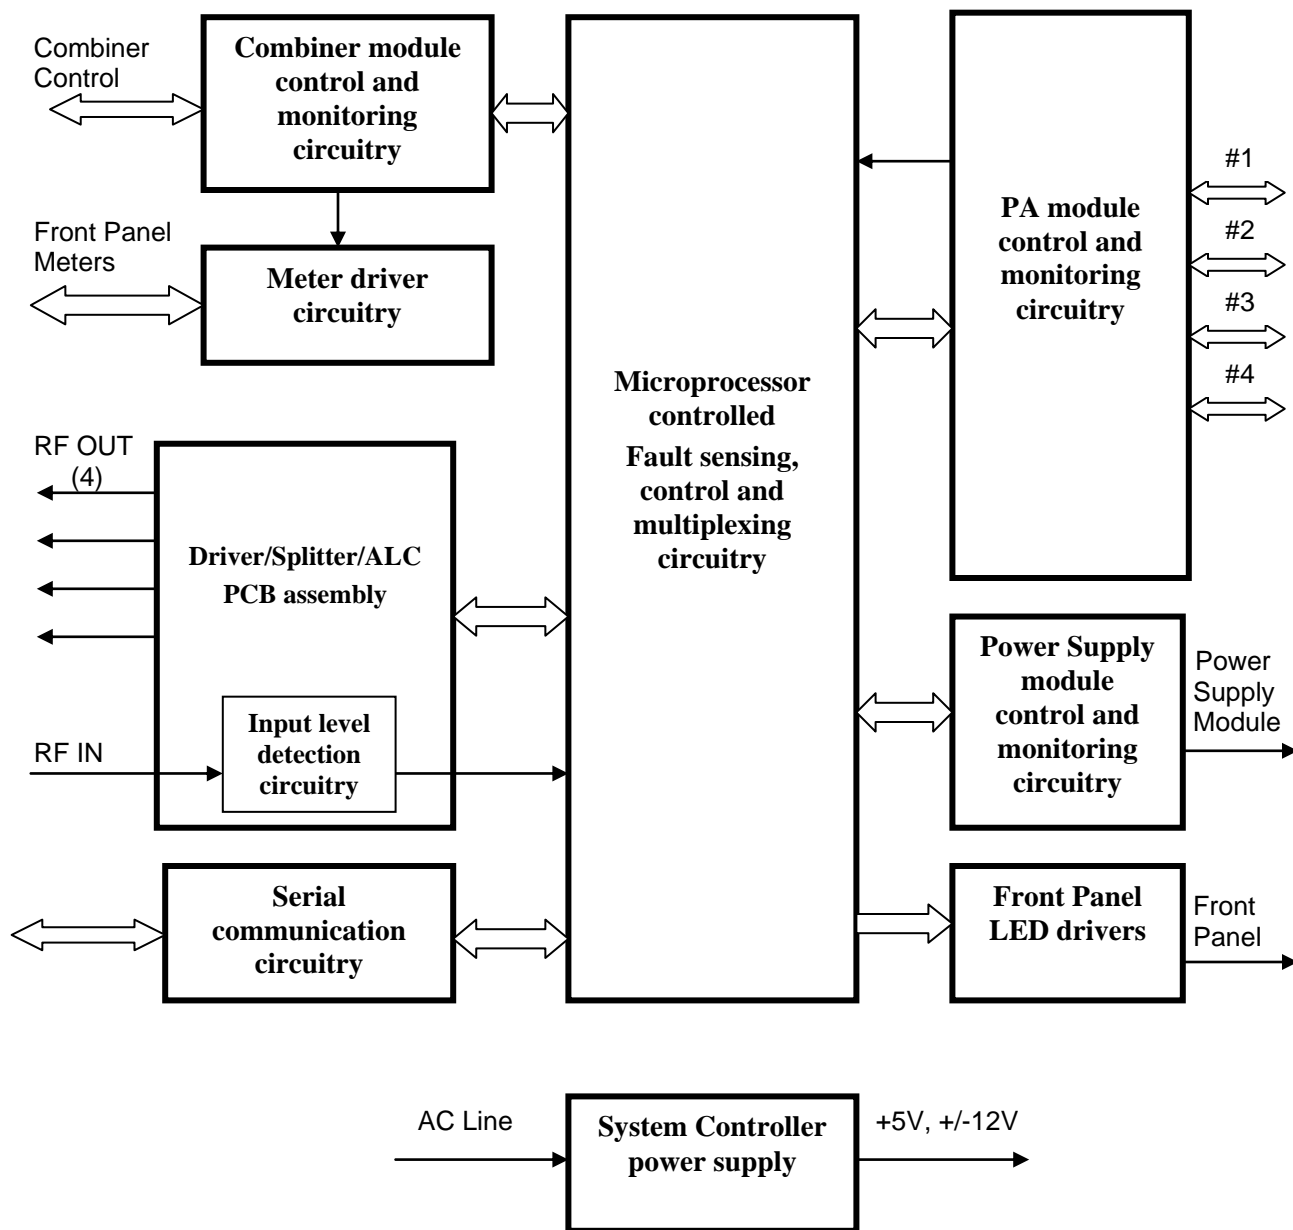 Combiner
Control
Combiner module
control and
monitoring
circuitry
Front Panel
Meters
Meter driver
circuitry
RF OUT
(4)
Driver/Splitter/ALC
PCB assembly
RF IN
Input level
detection
circuitry
Serial
communication
circuitry
Microprocessor
controlled
Fault sensing,
control and
multiplexing
circuitry
PA module
control and
monitoring
circuitry
#1
#2
#3
#4
Power Supply
module
control and
monitoring
circuitry
Power
Supply
Module
Front Panel
LED drivers
Front
Panel
AC Line
System Controller
power supply
+5V, +/-12V